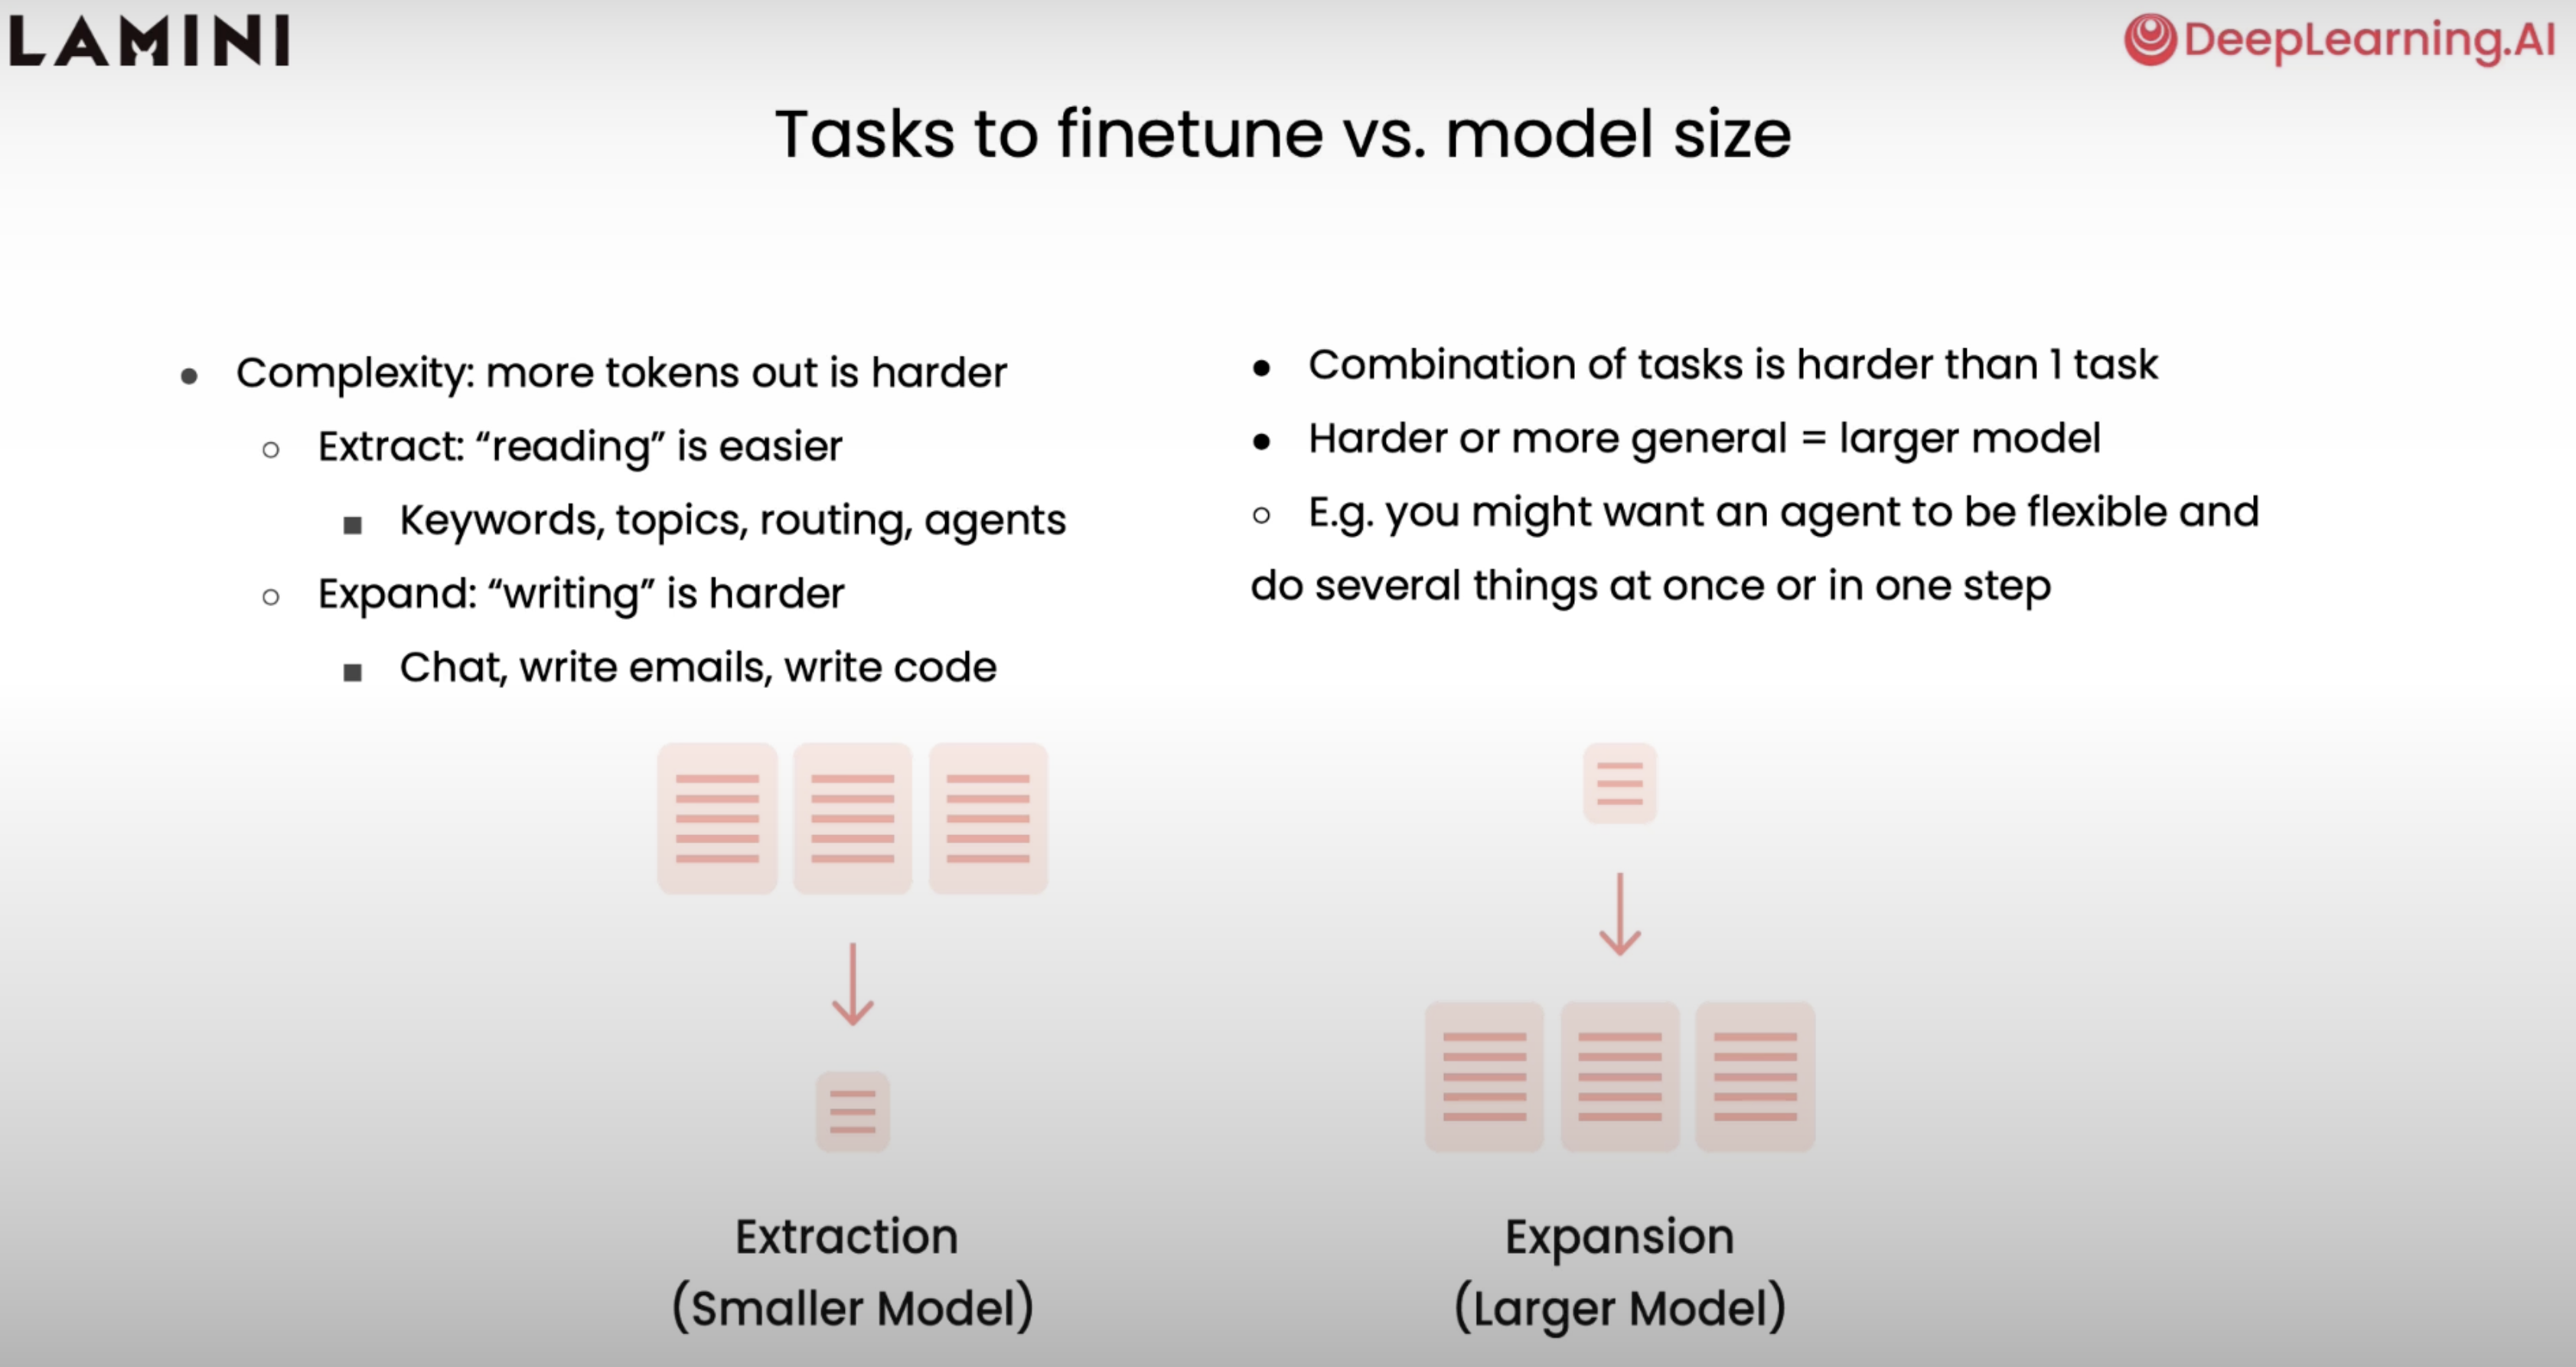 LAMINI
DeepLearning.AI
Tasks to finetune vs. model size
● Complexity: more tokens out is harder
○ Extract: “reading” is easier
■ Keywords, topics, routing, agents
○ Expand: “writing” is harder
■ Chat, write emails, write code
● Combination of tasks is harder than 1 task
● Harder or more general = larger model
○ E.g. you might want an agent to be flexible and
do several things at once or in one step
Extraction
(Smaller Model)
Expansion
(Larger Model)